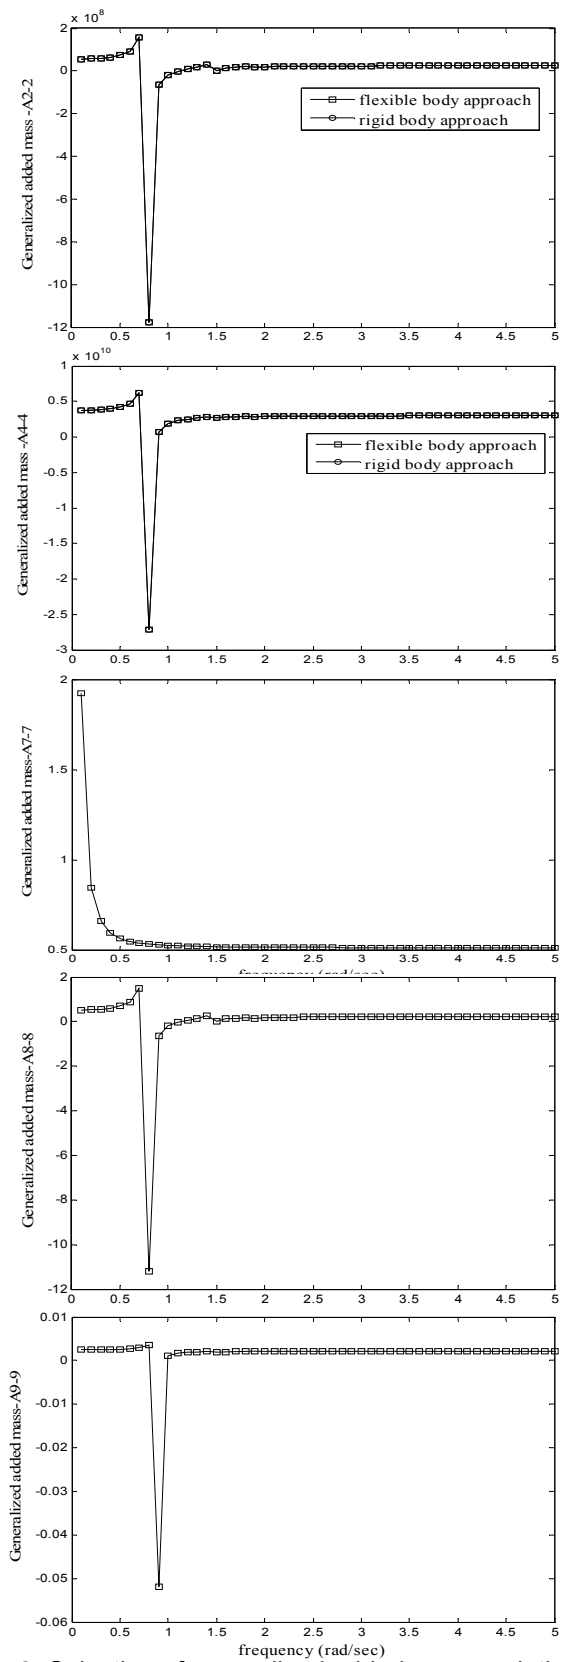 x 10⁸
2
0
-2
-4
-6
-8
-10
-12
Generalized added mass -A2-2
flexible body approach
rigid body approach
0 0.5 1 1.5 2 2.5 3 3.5 4 4.5 5
x 10¹⁰
1
0.5
0
-0.5
-1
-1.5
-2
-2.5
-3
Generalized added mass -A4-4
flexible body approach
rigid body approach
0 0.5 1 1.5 2 2.5 3 3.5 4 4.5 5
2
1.5
1
0.5
Generalized added mass-A7-7
0 0.5 1 1.5 2 2.5 3 3.5 4 4.5 5
frequency (rad/sec)
2
0
-2
-4
-6
-8
-10
-12
Generalized added mass-A8-8
0 0.5 1 1.5 2 2.5 3 3.5 4 4.5 5
0.01
0
-0.01
-0.02
-0.03
-0.04
-0.05
-0.06
Generalized added mass-A9-9
0 0.5 1 1.5 2 2.5 3 3.5 4 4.5 5
frequency (rad/sec)